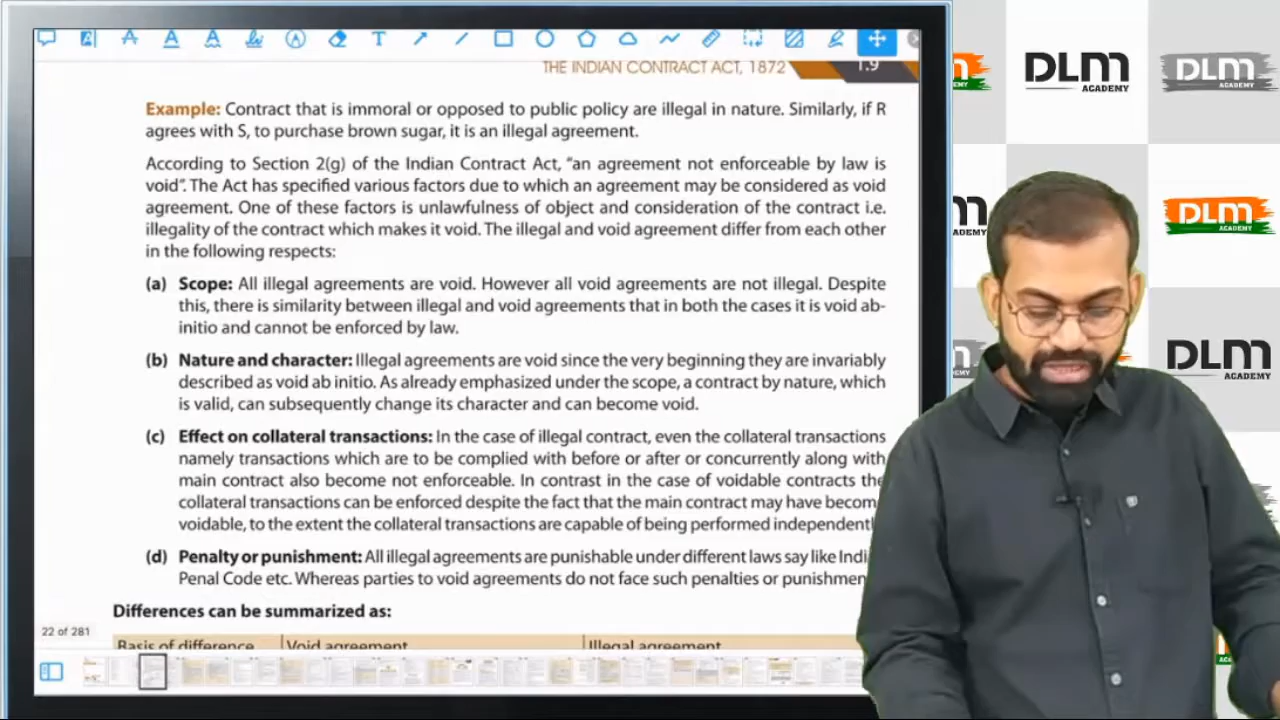 THE INDIAN CONTRACT ACT, 1872
1.9
Example: Contract that is immoral or opposed to public policy are illegal in nature. Similarly, if R
agrees with S, to purchase brown sugar, it is an illegal agreement.
According to Section 2(g) of the Indian Contract Act, “an agreement not enforceable by law is
void”. The Act has specified various factors due to which an agreement may be considered as void
agreement. One of these factors is unlawfulness of object and consideration of the contract i.e.
illegality of the contract which makes it void. The illegal and void agreement differ from each other
in the following respects:
(a) Scope: All illegal agreements are void. However all void agreements are not illegal. Despite
this, there is similarity between illegal and void agreements that in both the cases it is void ab-
initio and cannot be enforced by law.
(b) Nature and character: Illegal agreements are void since the very beginning they are invariably
described as void ab initio. As already emphasized under the scope, a contract by nature, which
is valid, can subsequently change its character and can become void.
(c) Effect on collateral transactions: In the case of illegal contract, even the collateral transactions
namely transactions which are to be complied with before or after or concurrently along with
main contract also become not enforceable. In contrast in the case of voidable contracts the
collateral transactions can be enforced despite the fact that the main contract may have becom
voidable, to the extent the collateral transactions are capable of being performed independentl
(d) Penalty or punishment: All illegal agreements are punishable under different laws say like Indi
Penal Code etc. Whereas parties to void agreements do not face such penalties or punishmen
Differences can be summarized as:
Basis of difference Void agreement Illegal agreement
22 of 281
DLM
ACADEMY
DLM
ACADEMY
DLM
ACADEMY
DLM
ACADEMY